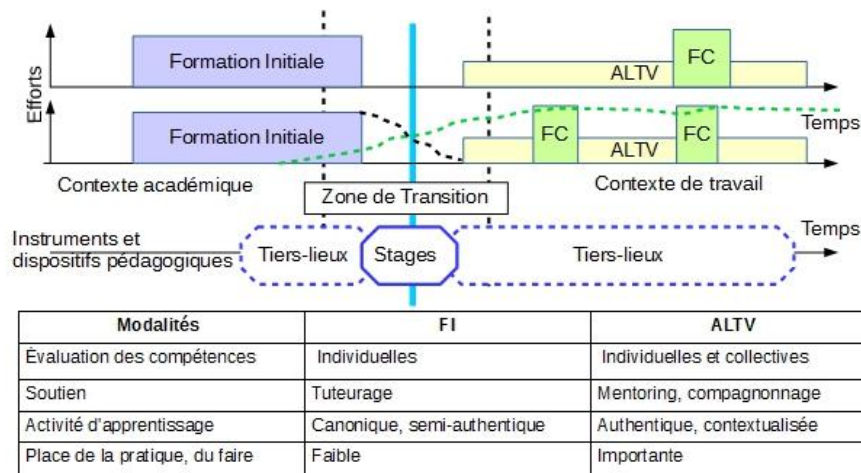 Efforts
Formation Initiale
FC
ALTV
Formation Initiale
FC
FC
ALTV
Temps
Contexte académique
Zone de Transition
Contexte de travail
Instruments et
dispositifs pédagogiques
Tiers-lieux
Stages
Tiers-lieux
Temps
Modalités FI ALTV
Évaluation des compétences Individuelles Individuelles et collectives
Soutien Tuteurage Mentoring, compagnonnage
Activité d'apprentissage Canonique, semi-authentique Authentique, contextualisée
Place de la pratique, du faire Faible Importante